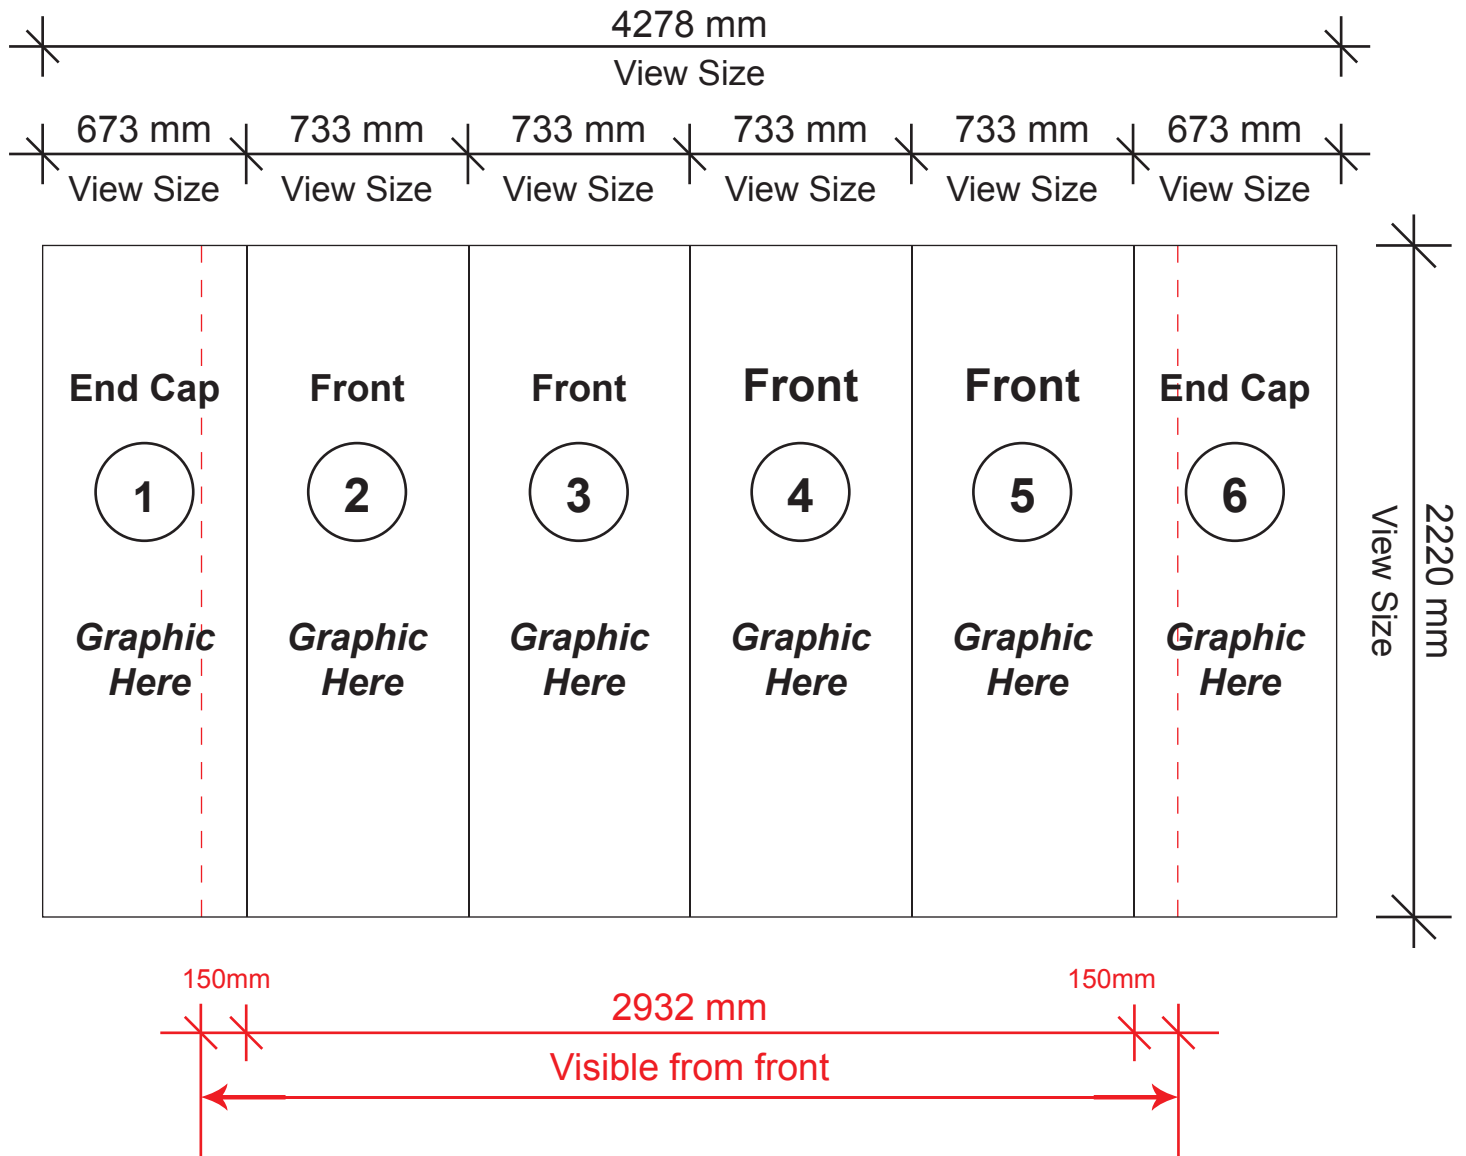 4278 mm
View Size
673 mm 733 mm 733 mm 733 mm 733 mm 673 mm
View Size View Size View Size View Size View Size View Size
End Cap Front Front Front Front End Cap
1 2 3 4 5 6
Graphic Graphic Graphic Graphic Graphic Graphic
Here Here Here Here Here Here
2220 mm
View Size
150mm 2932 mm 150mm
Visible from front